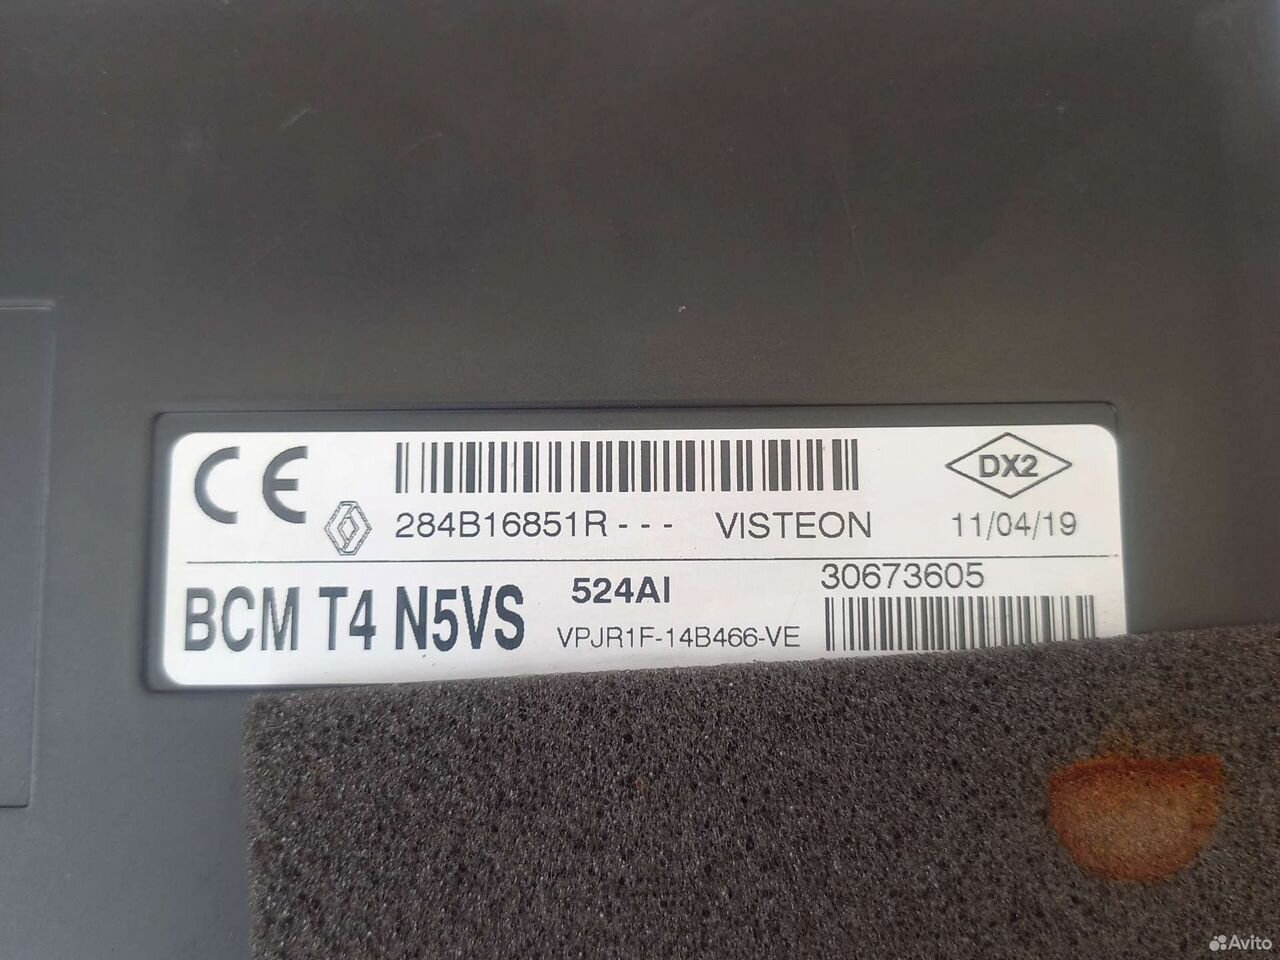 CE
284B16851R---
VISTEON
DX2
11/04/19
BCM T4 N5VS
524AI
VPJR1F-14B466-VE
30673605
Avito